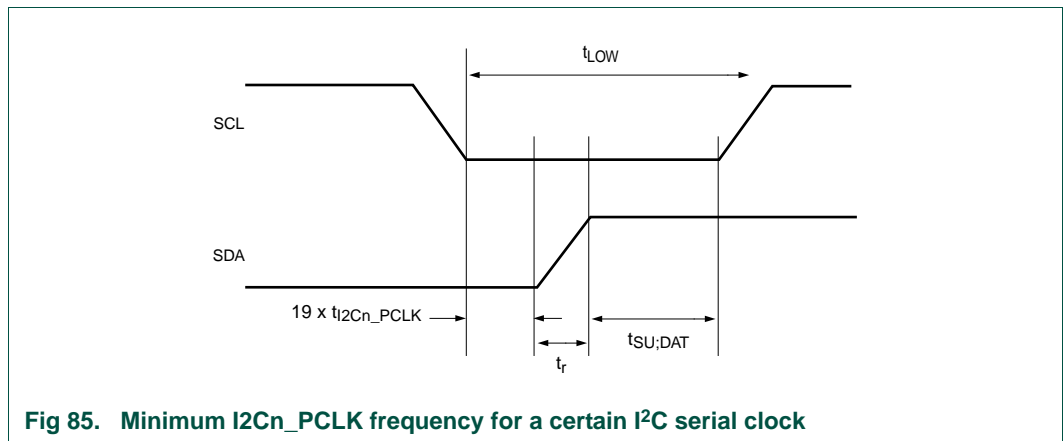 tLOW
SCL
SDA
19 x tI2Cn_PCLK
tSU;DAT
tr
Fig 85. Minimum I2Cn_PCLK frequency for a certain I²C serial clock